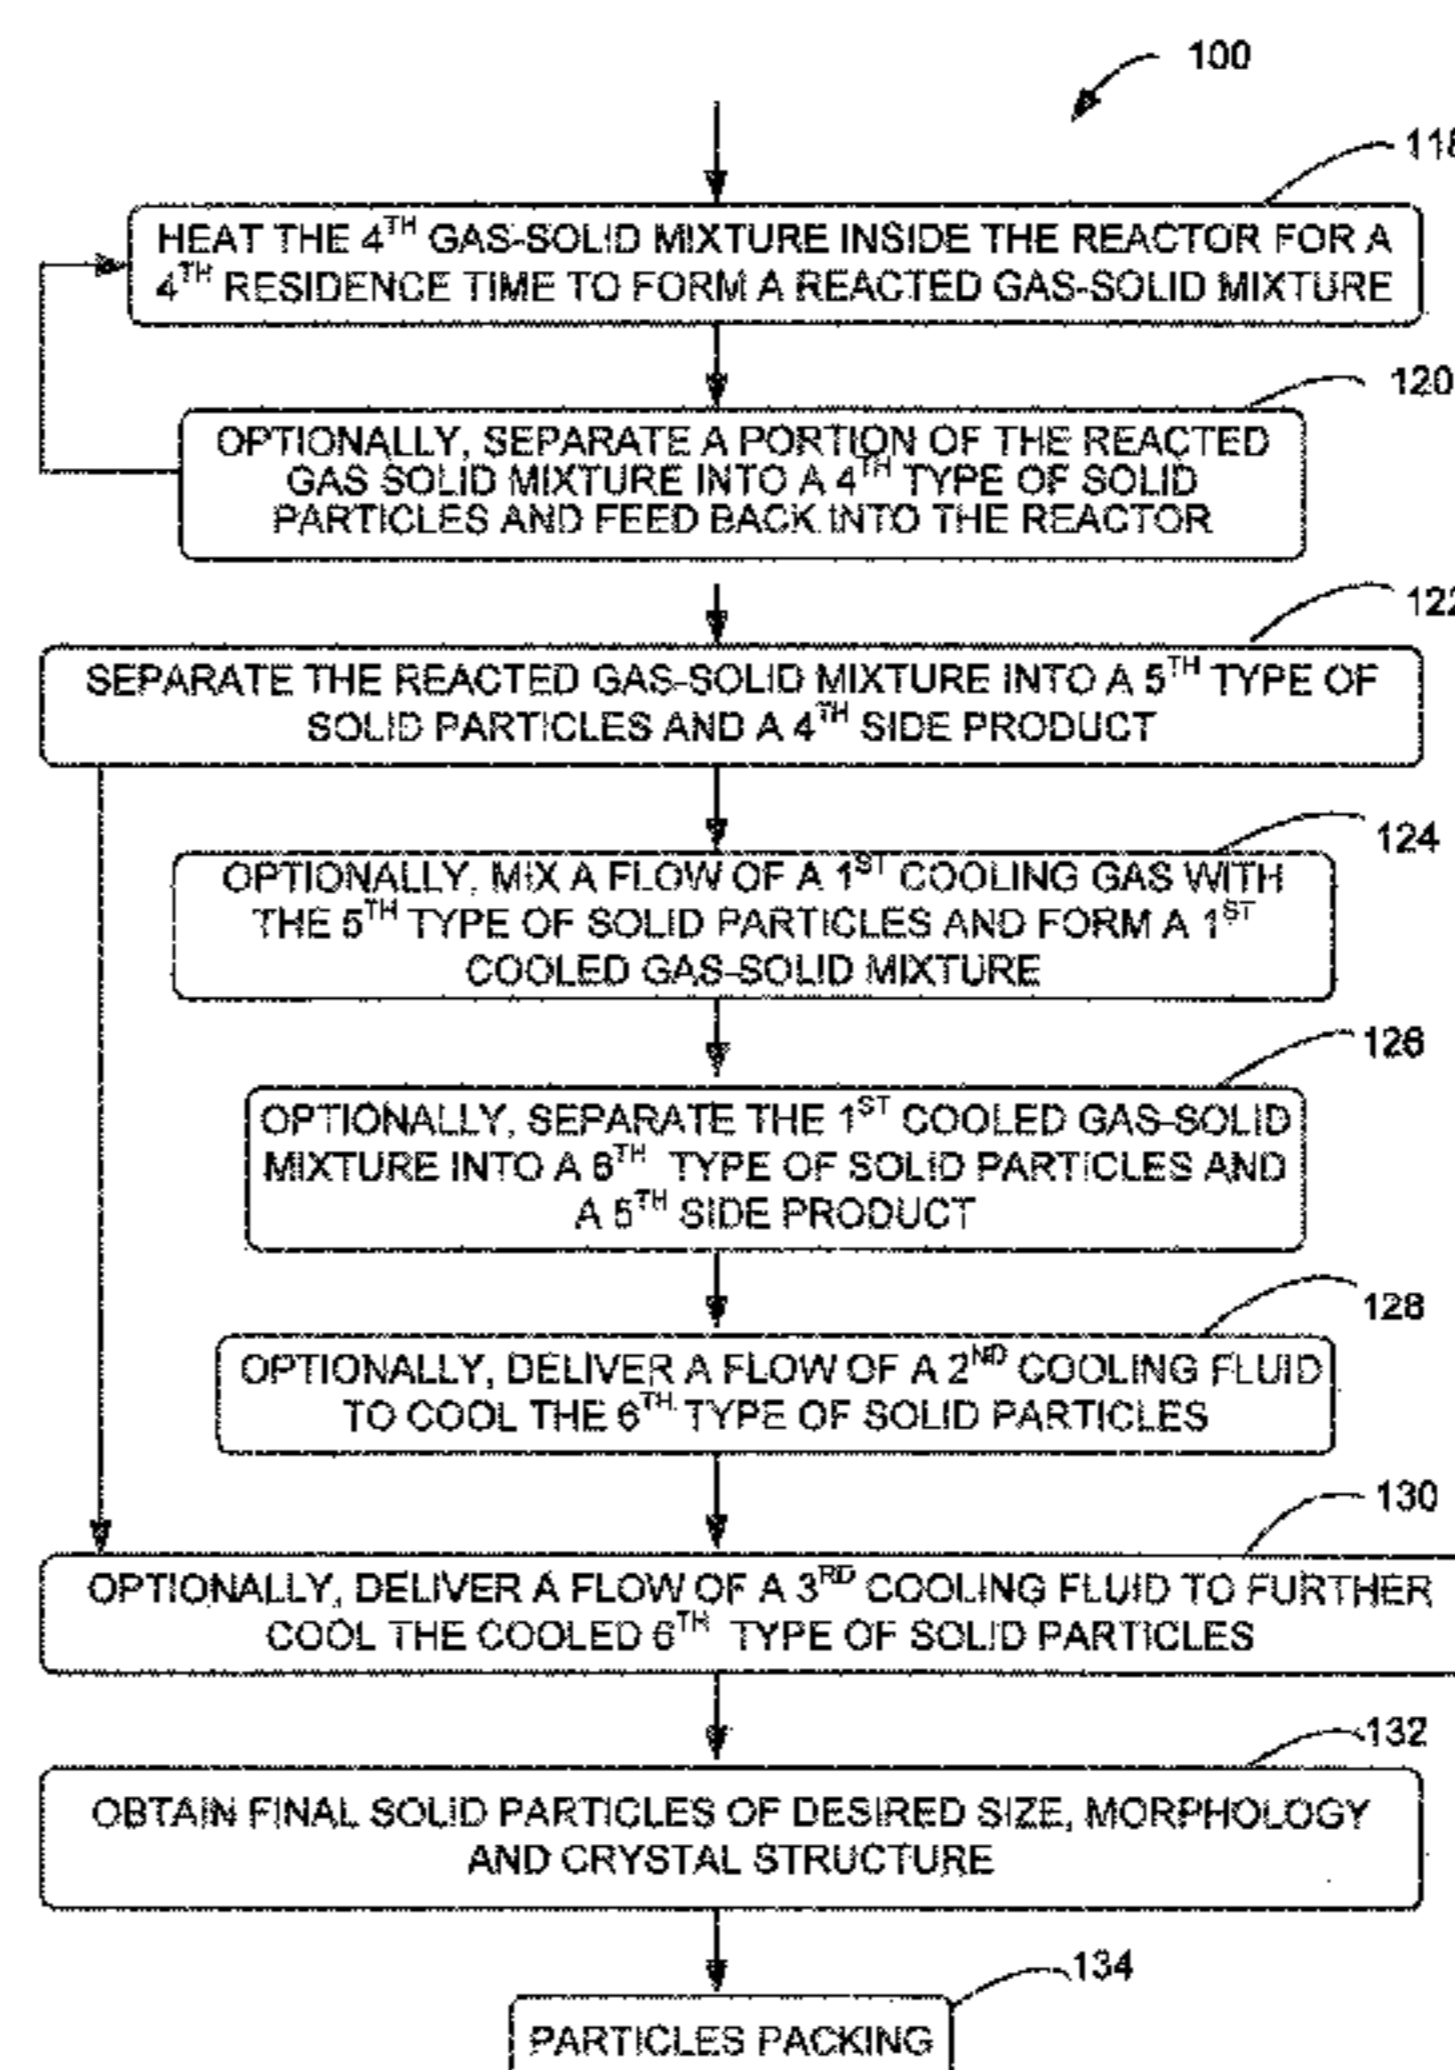 100
118
HEAT THE 4TH GAS-SOLID MIXTURE INSIDE THE REACTOR FOR A
4TH RESIDENCE TIME TO FORM A REACTED GAS-SOLID MIXTURE
120
OPTIONALLY, SEPARATE A PORTION OF THE REACTED
GAS SOLID MIXTURE INTO A 4TH TYPE OF SOLID
PARTICLES AND FEED BACK INTO THE REACTOR
122
SEPARATE THE REACTED GAS-SOLID MIXTURE INTO A 5TH TYPE OF
SOLID PARTICLES AND A 4TH SIDE PRODUCT
124
OPTIONALLY, MIX A FLOW OF A 1ST COOLING GAS WITH
THE 5TH TYPE OF SOLID PARTICLES AND FORM A 1ST
COOLED GAS-SOLID MIXTURE
126
OPTIONALLY, SEPARATE THE 1ST COOLED GAS-SOLID
MIXTURE INTO A 6TH TYPE OF SOLID PARTICLES AND
A 5TH SIDE PRODUCT
128
OPTIONALLY, DELIVER A FLOW OF A 2ND COOLING FLUID
TO COOL THE 6TH TYPE OF SOLID PARTICLES
130
OPTIONALLY, DELIVER A FLOW OF A 3RD COOLING FLUID TO FURTHER
COOL THE COOLED 6TH TYPE OF SOLID PARTICLES
132
OBTAIN FINAL SOLID PARTICLES OF DESIRED SIZE, MORPHOLOGY
AND CRYSTAL STRUCTURE
134
PARTICLES PACKING